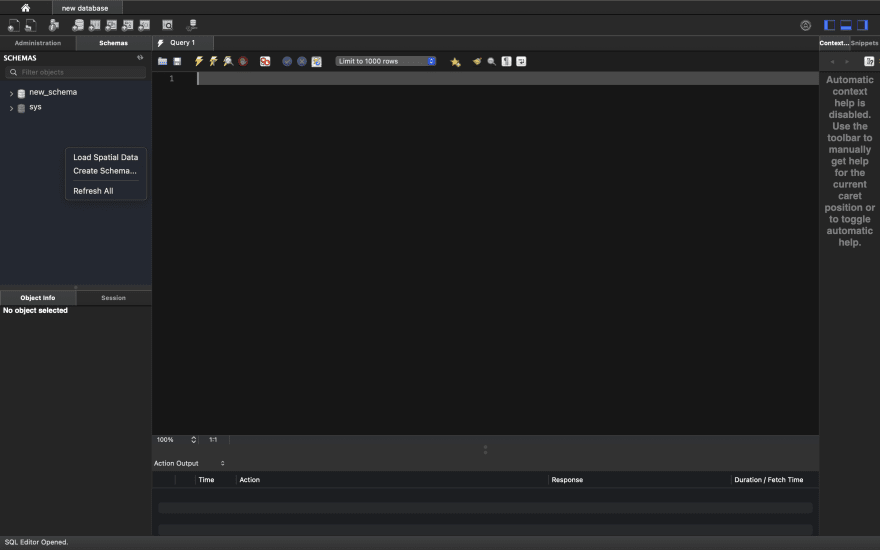 new database
Administration
Schemas
Query 1
Context...
Snippets
SCHEMAS
Filter objects
Limit to 1000 rows
1
new_schema
sys
Load Spatial Data
Create Schema...
Refresh All
Automatic
context
help is
disabled.
Use the
toolbar to
manually
get help
for the
current
caret
position or
to toggle
automatic
help.
Object Info
Session
No object selected
100%
1:1
Action Output
Time
Action
Response
Duration / Fetch Time
SQL Editor Opened.